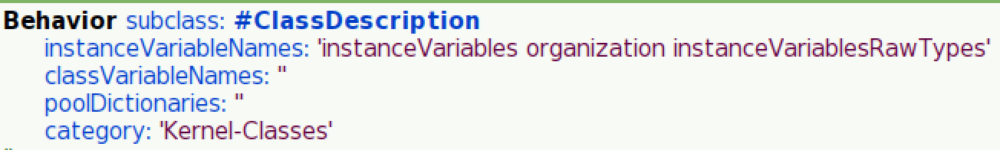 Behavior subclass: #ClassDescription
instanceVariableNames: 'instanceVariables organization instanceVariablesRawTypes'
classVariableNames: ''
poolDictionaries: ''
category: 'Kernel-Classes'